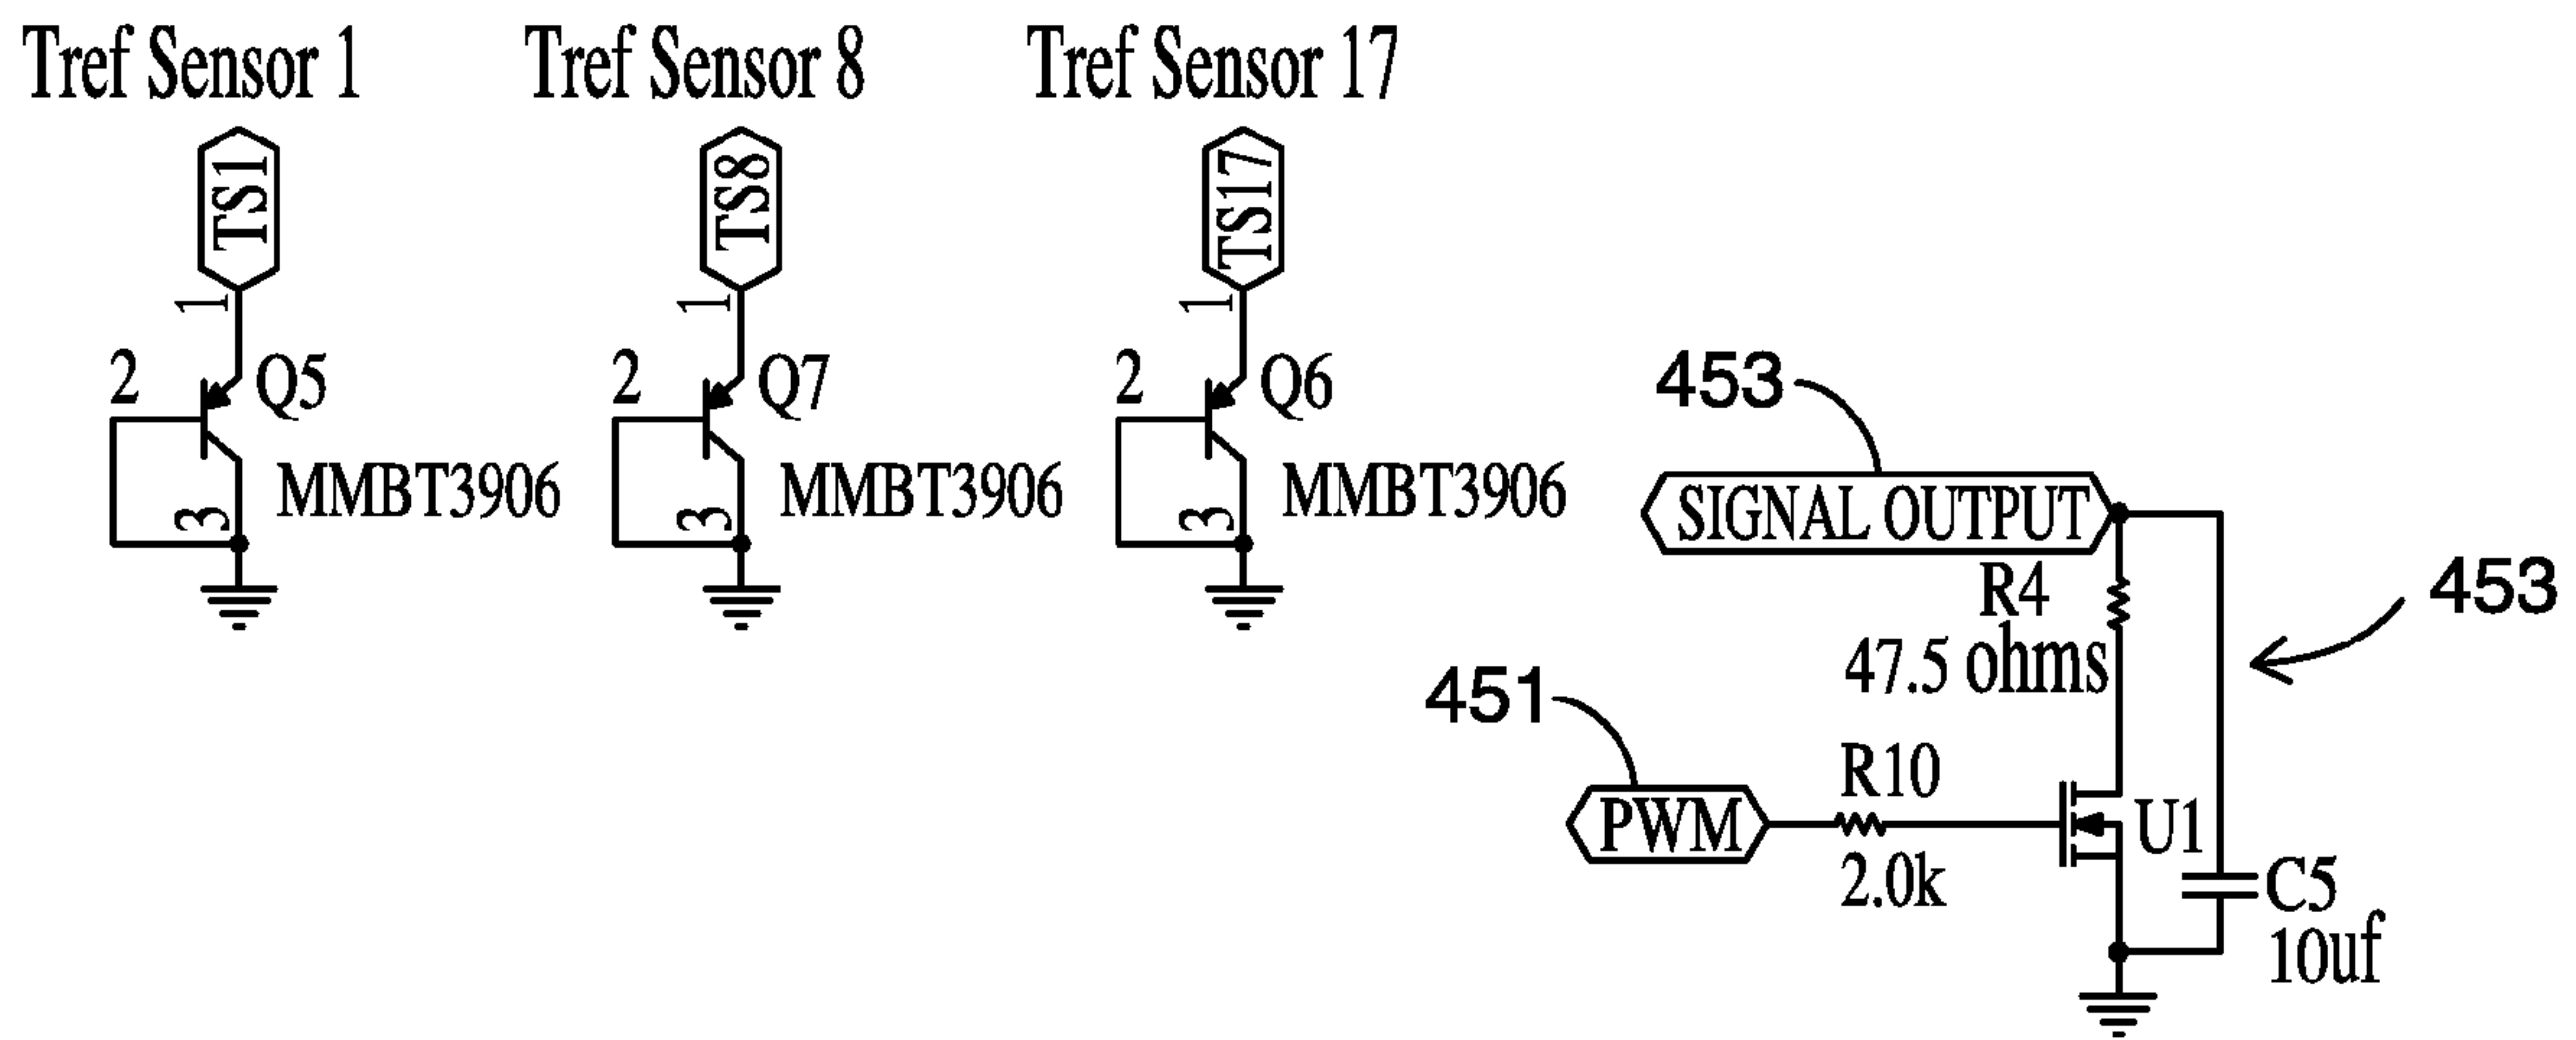 Tref Sensor 1
Tref Sensor 8
Tref Sensor 17
TS1
TS8
TS17
1
1
1
2
Q5
2
Q7
2
Q6
MMBT3906
MMBT3906
MMBT3906
3
3
3
453
SIGNAL OUTPUT
R4
47.5 ohms
453
451
PWM
R10
2.0k
U1
C5
10uf